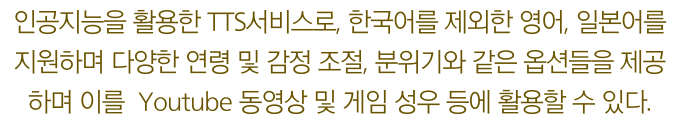 인공지능을 활용한 TTS서비스로, 한국어를 제외한 영어, 일본어를
지원하며 다양한 연령 및 감정 조절, 분위기와 같은 옵션들을 제공
하며 이를  Youtube 동영상 및 게임 성우 등에 활용할 수 있다.